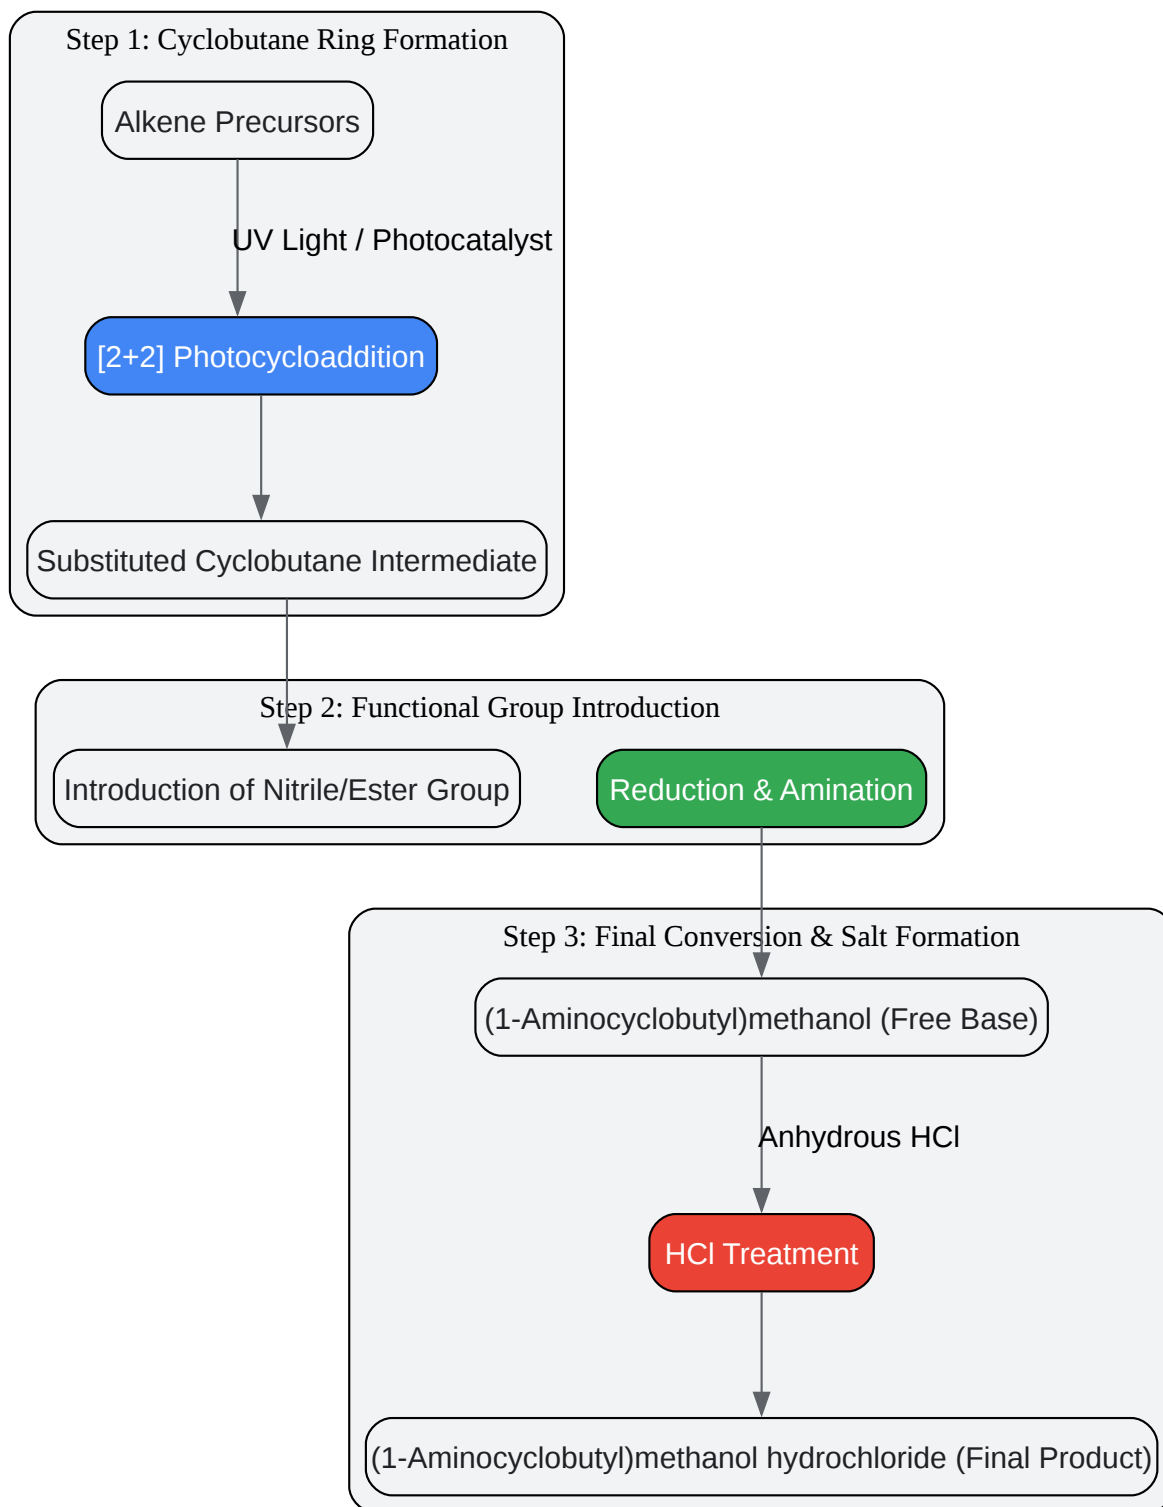 Step 1: Cyclobutane Ring Formation
Alkene Precursors
UV Light / Photocatalyst
[2+2] Photocycloaddition
Substituted Cyclobutane Intermediate
Step 2: Functional Group Introduction
Introduction of Nitrile/Ester Group
Reduction & Amination
Step 3: Final Conversion & Salt Formation
(1-Aminocyclobutyl)methanol (Free Base)
Anhydrous HCl
HCl Treatment
(1-Aminocyclobutyl)methanol hydrochloride (Final Product)